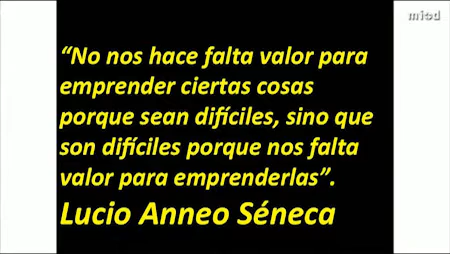 miod
“No nos hace falta valor para
emprender ciertas cosas
porque sean difíciles, sino que
son difíciles porque nos falta
valor para emprenderlas”.
Lucio Anneo Séneca